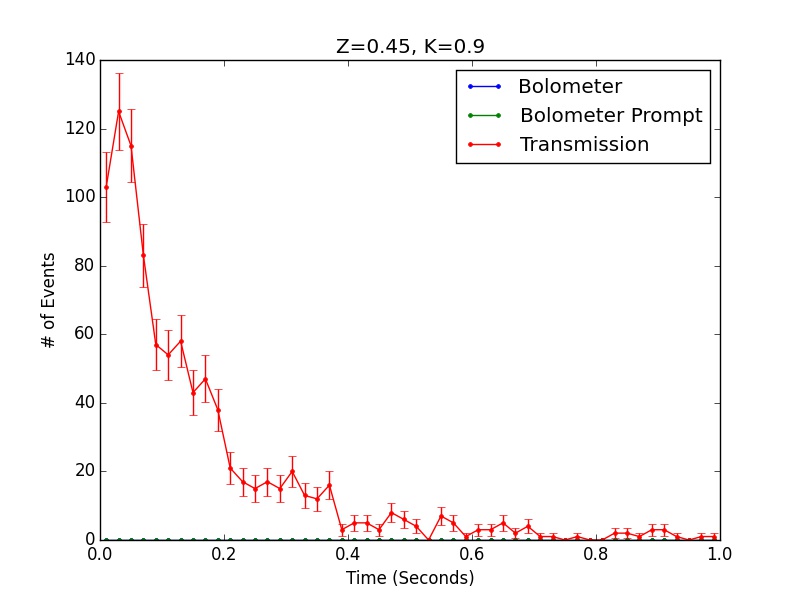 Z=0.45, K=0.9
Bolometer
Bolometer Prompt
Transmission
# of Events
140
120
100
80
60
40
20
0
0.0 0.2 0.4 0.6 0.8 1.0
Time (Seconds)